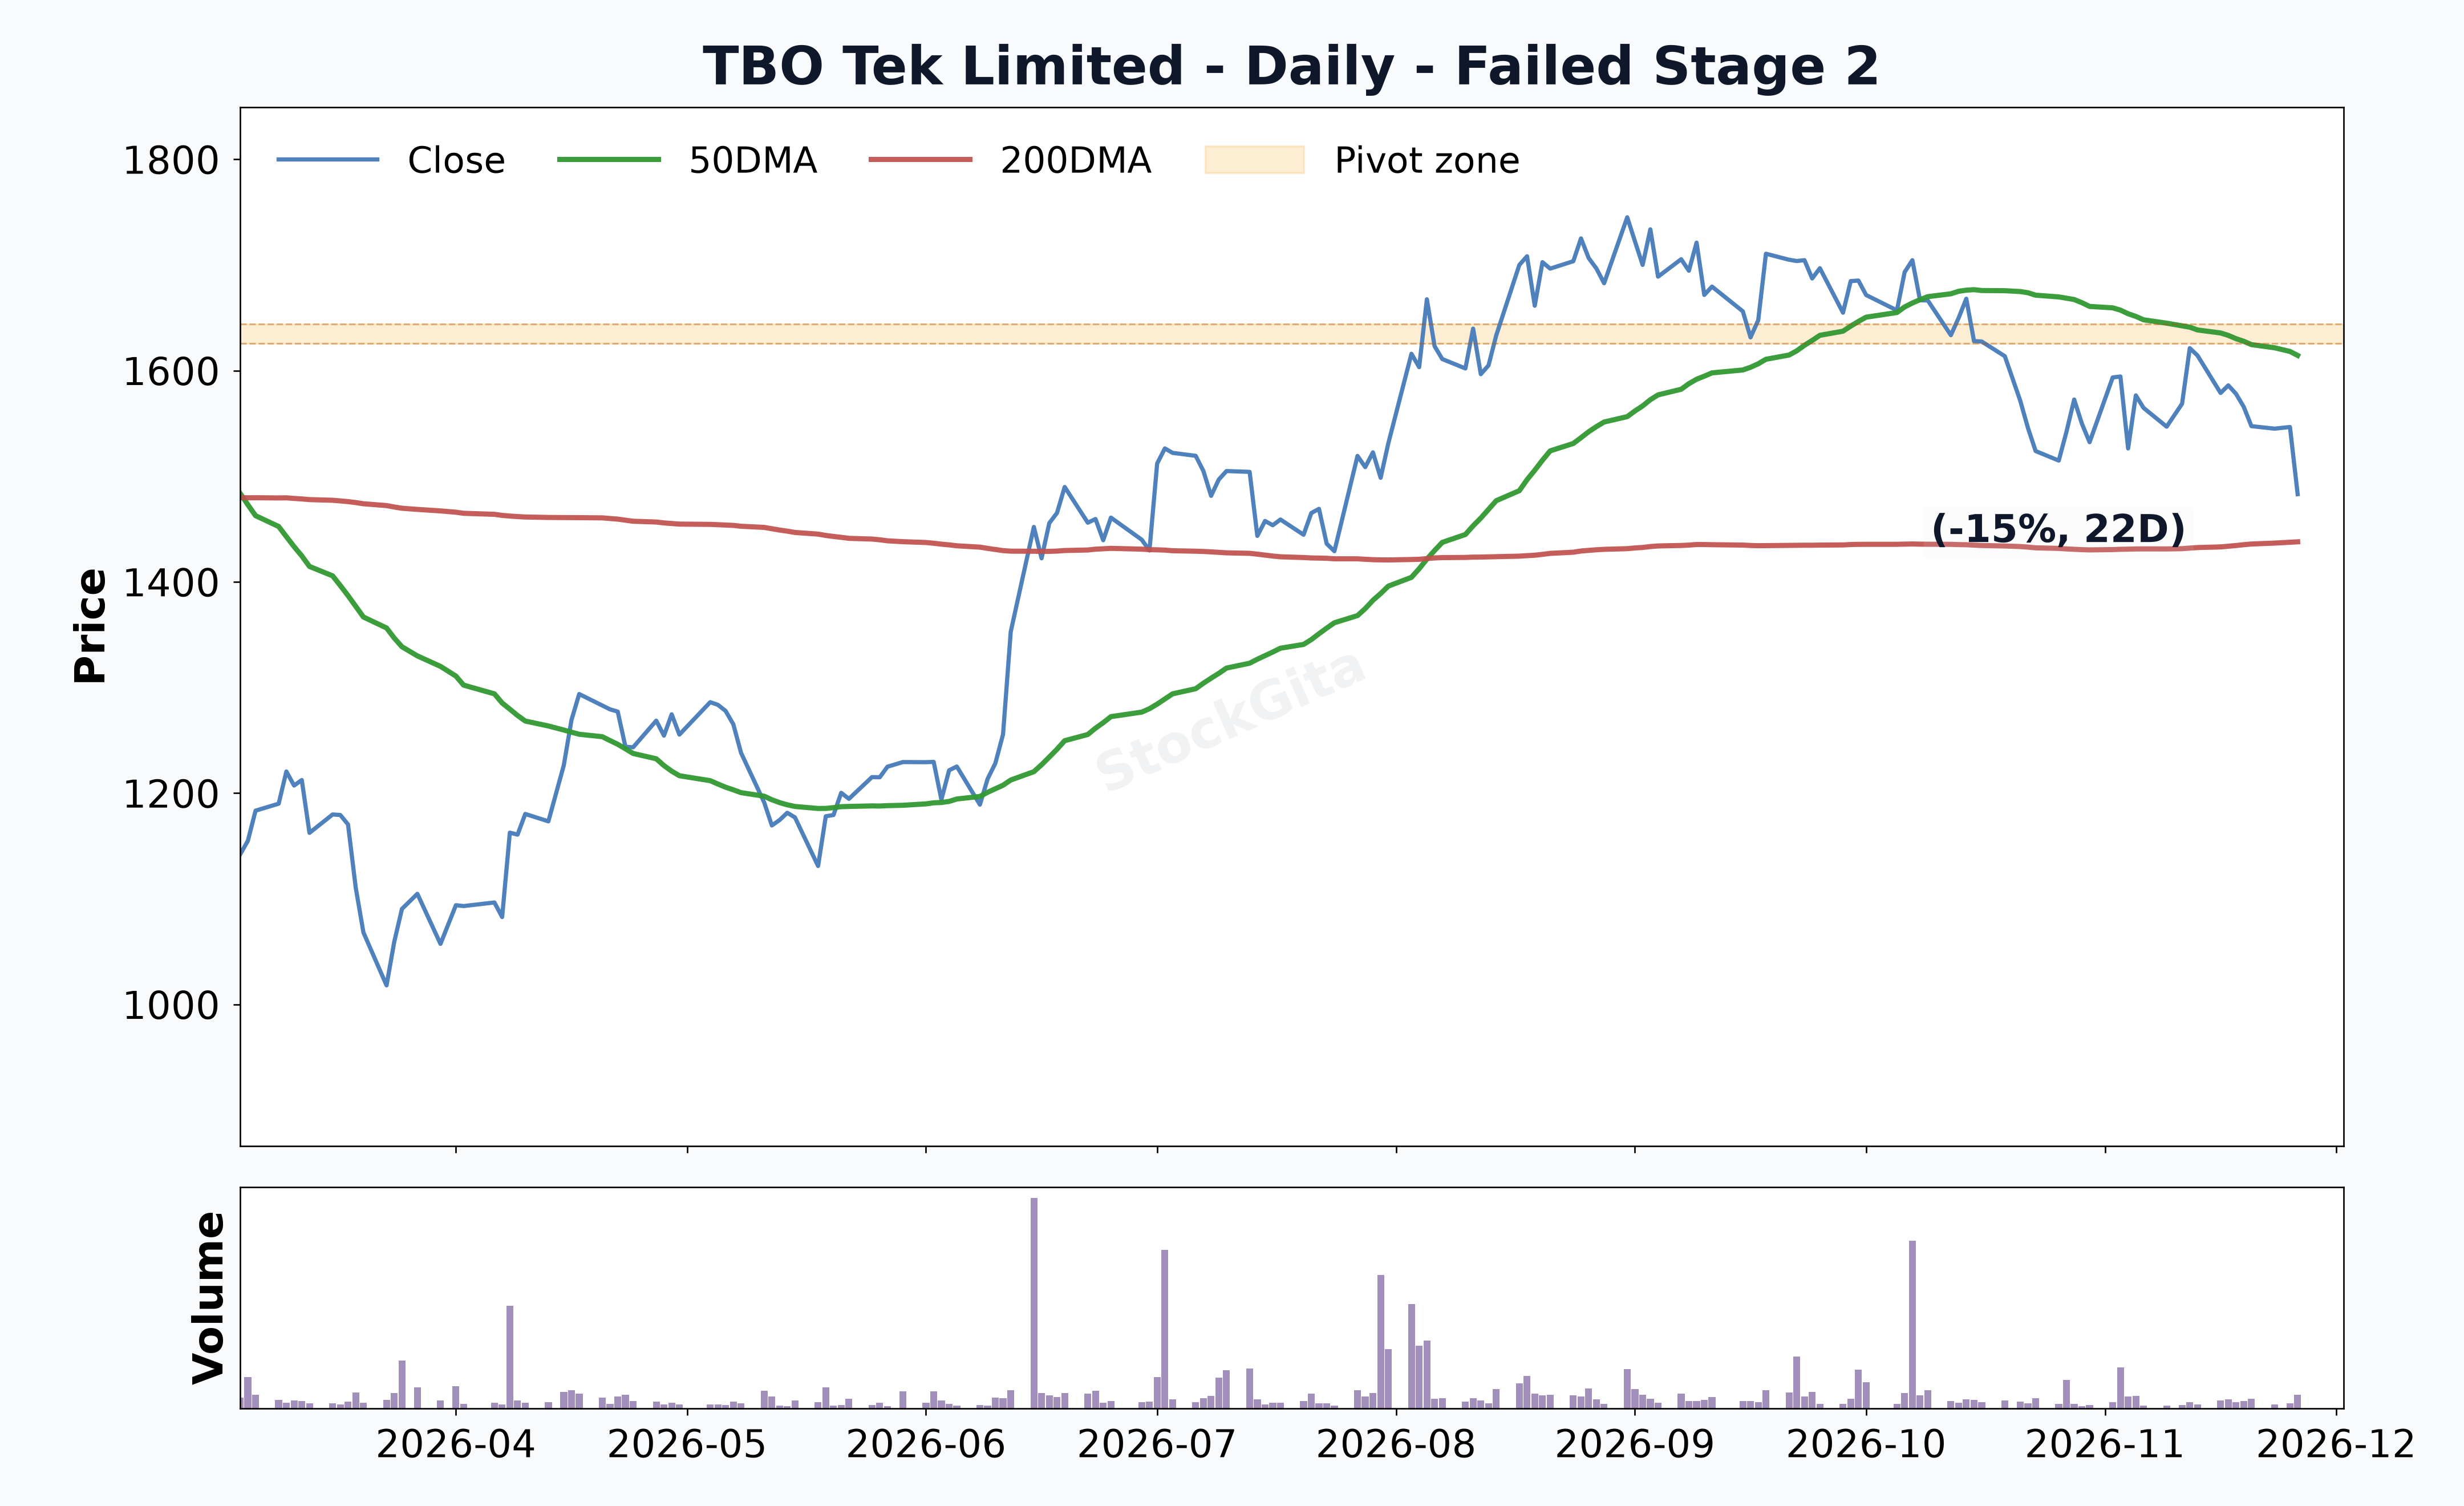 TBO Tek Limited - Daily - Failed Stage 2
Close 50DMA 200DMA Pivot zone
1800
1600
1400
1200
1000
Price
(-15%, 22D)
StockGita
Volume
2026-04 2026-05 2026-06 2026-07 2026-08 2026-09 2026-10 2026-11 2026-12